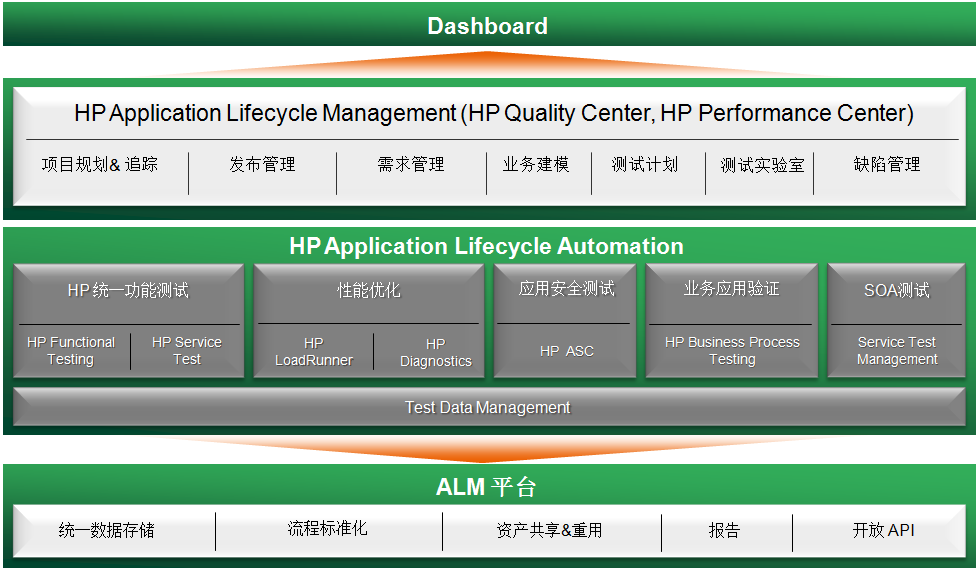 Dashboard
HP Application Lifecycle Management (HP Quality Center, HP Performance Center)
项目规划& 追踪
发布管理
需求管理
业务建模
测试计划
测试实验室
缺陷管理
HP Application Lifecycle Automation
HP 统一功能测试
HP Functional
Testing
HP Service
Test
性能优化
HP
LoadRunner
HP
Diagnostics
应用安全测试
HP ASC
业务应用验证
HP Business Process
Testing
SOA测试
Service Test
Management
Test Data Management
ALM 平台
统一数据存储
流程标准化
资产共享&重用
报告
开放 API